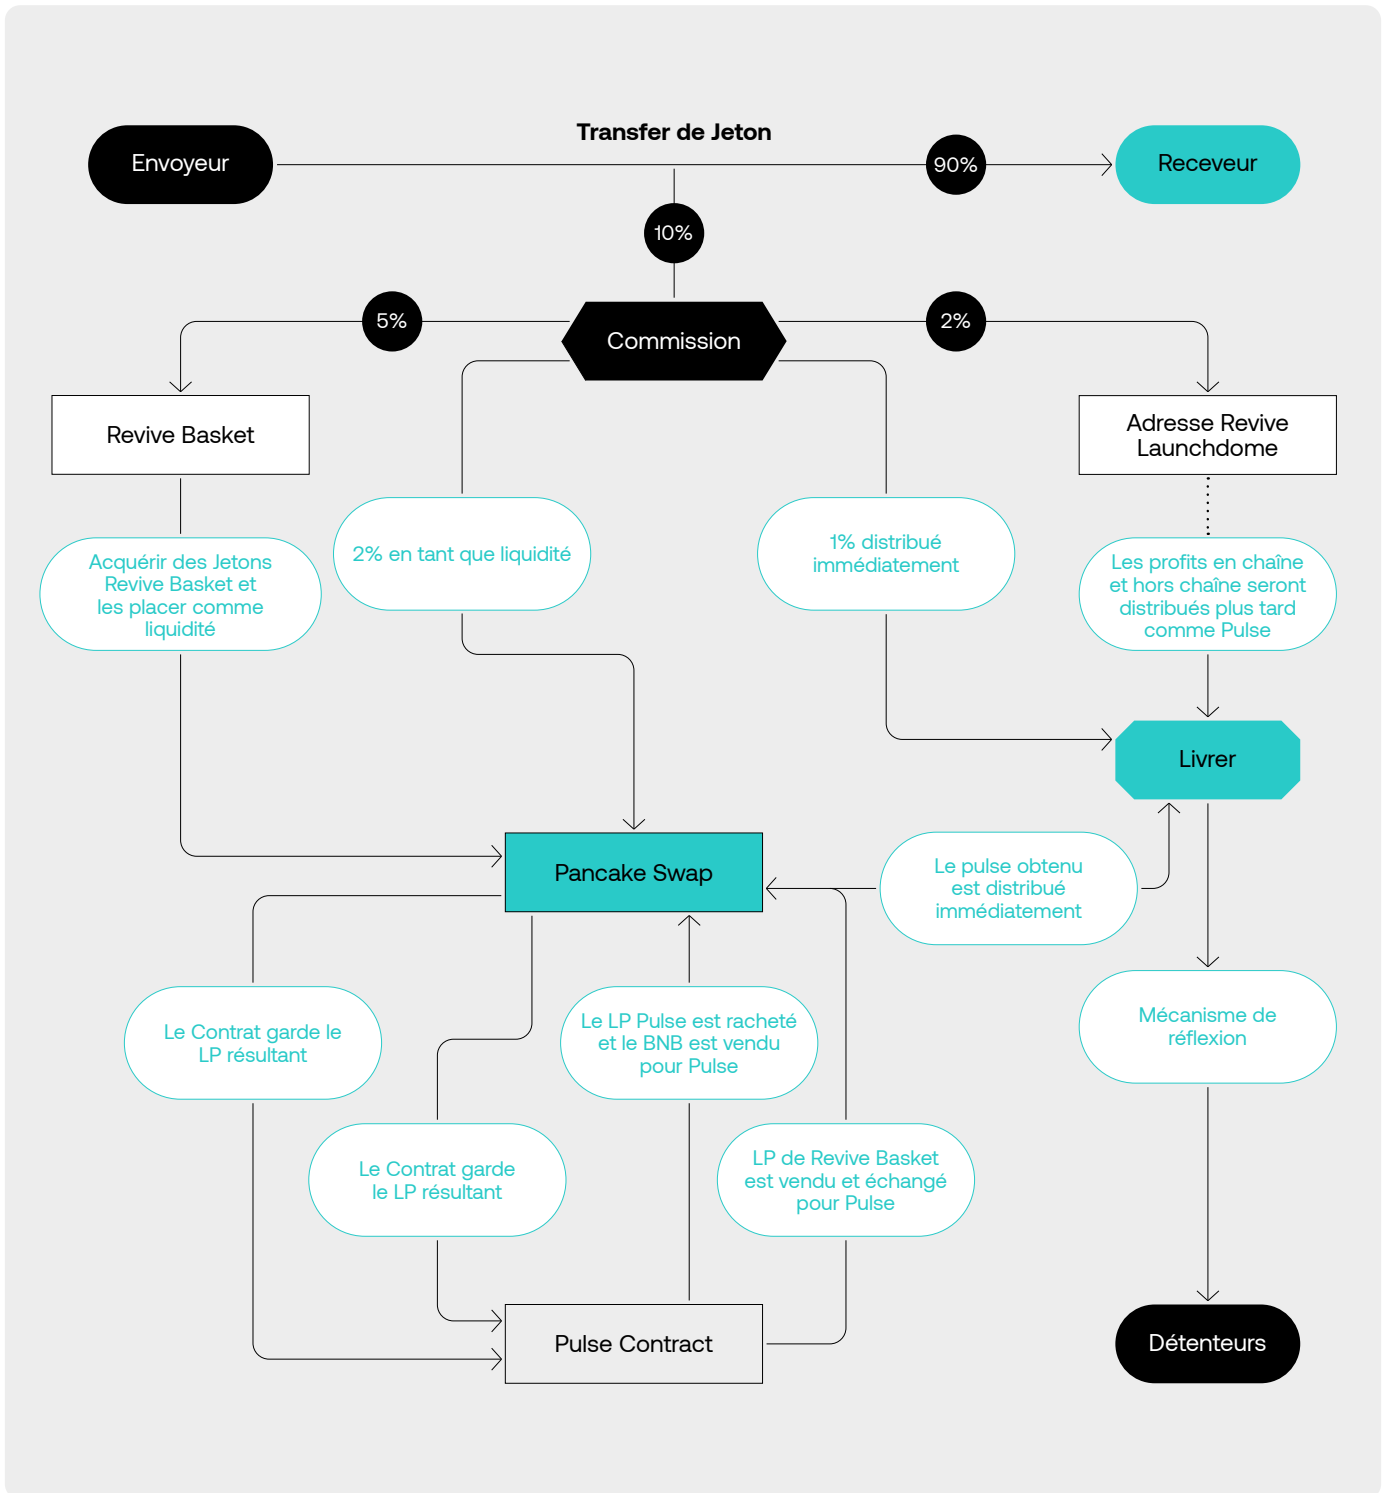 Transfer de Jeton
Envoyeur
90%
Receveur
10%
5%
Commission
2%
Revive Basket
Adresse Revive
Launchdome
2% en tant que liquidité
1% distribué
immédiatement
Acquérir des Jetons
Revive Basket et
les placer comme
liquidité
Les profits en chaîne
et hors chaîne seront
distribués plus tard
comme Pulse
Livrer
Pancake Swap
Le pulse obtenu
est distribué
immédiatement
Le Contrat garde le
LP résultant
Le LP Pulse est racheté
et le BNB est vendu
pour Pulse
Mécanisme de
réflexion
Le Contrat garde
le LP résultant
LP de Revive Basket
est vendu et échangé
pour Pulse
Pulse Contract
Détenteurs